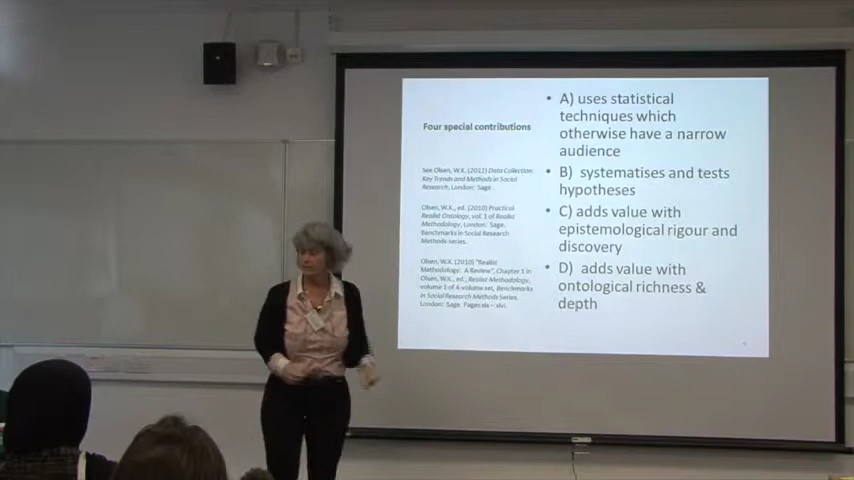 Four special contributions
See Olsen, W.K. (2012) Data Collection:
Key Trends and Methods in Social
Research, London: Sage.
Olsen, W.K., ed. (2010) Practical
Realist Ontology, vol. 1 of Realist
Methodology, London: Sage.
Benchmarks in Social Research
Methods series.
Olsen, W.K. (2010) "Realist
Methodology: A Review", Chapter 1 in
Olsen, W.K., ed., Realist Methodology,
volume 1 of 4-volume set, Benchmarks
in Social Research Methods Series.
London: Sage. Pages xix – xlvi.
• A) uses statistical
techniques which
otherwise have a narrow
audience
• B) systematises and tests
hypotheses
• C) adds value with
epistemological rigour and
discovery
• D) adds value with
ontological richness &
depth